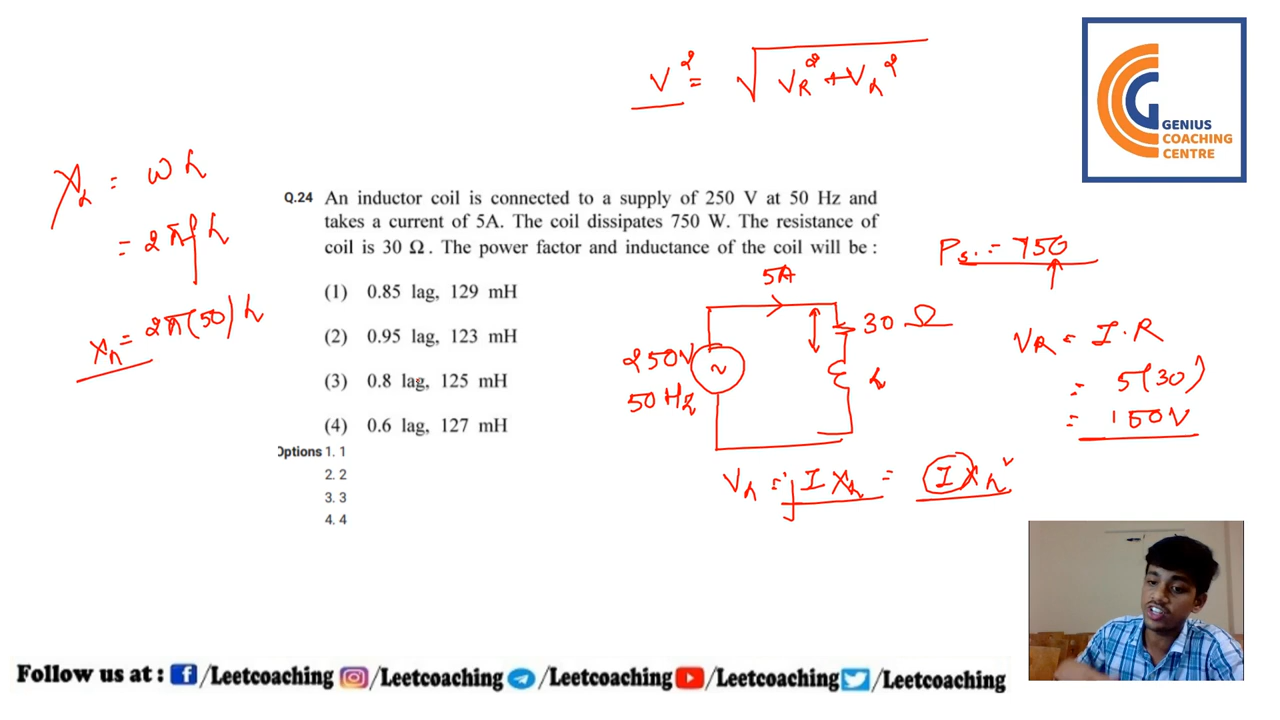 V² = √VR² + VL²
GENIUS
COACHING
CENTRE
XL = ωL
= 2πfL
XL = 2π(50)L
Q.24 An inductor coil is connected to a supply of 250 V at 50 Hz and
takes a current of 5A. The coil dissipates 750 W. The resistance of
coil is 30 Ω. The power factor and inductance of the coil will be :
(1) 0.85 lag, 129 mH
(2) 0.95 lag, 123 mH
(3) 0.8 lag, 125 mH
(4) 0.6 lag, 127 mH
Options 1. 1
2. 2
3. 3
4. 4
5A
30 Ω
250V
50 Hz
~
L
VL = jIXL = IXL
= 750
VR = I.R
= 5(30)
= 150V
Follow us at : f /Leetcoaching /Leetcoaching /Leetcoaching /Leetcoaching /Leetcoaching